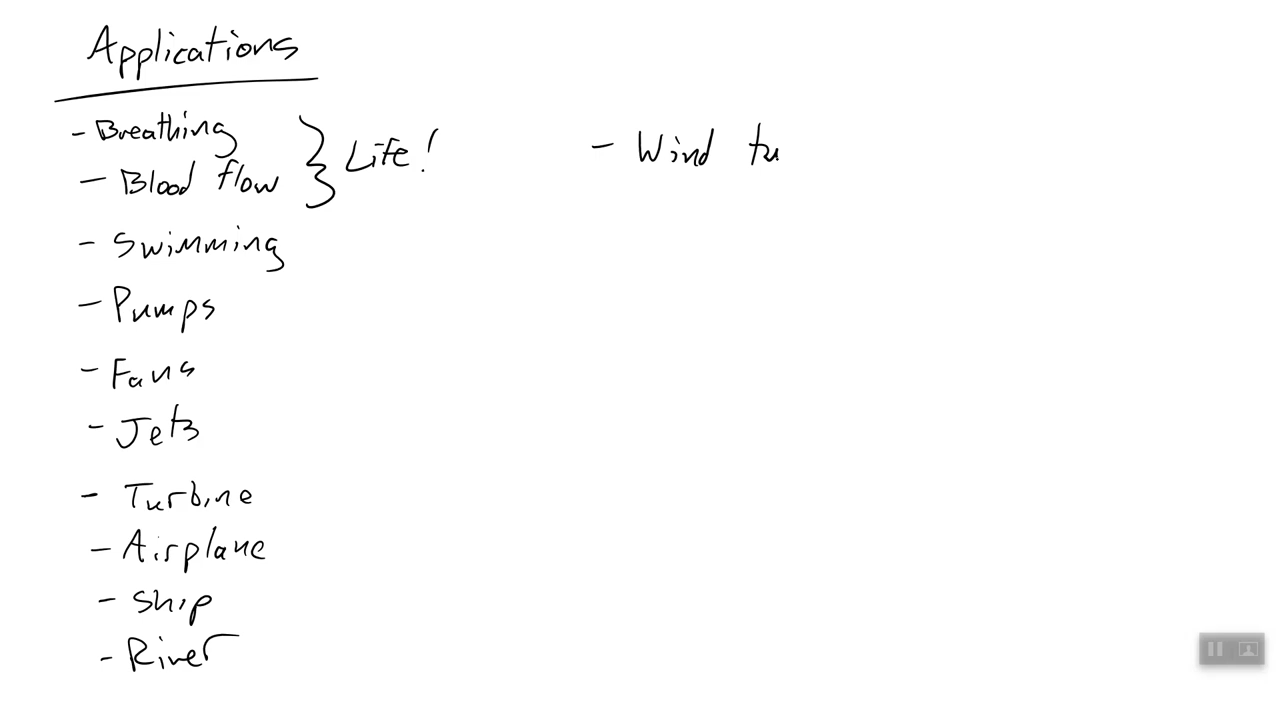 Applications
- Breathing
- Blood flow
} Life!
- Swimming
- Pumps
- Fans
- Jets
- Turbine
- Airplane
- Ship
- River
- Wind tu